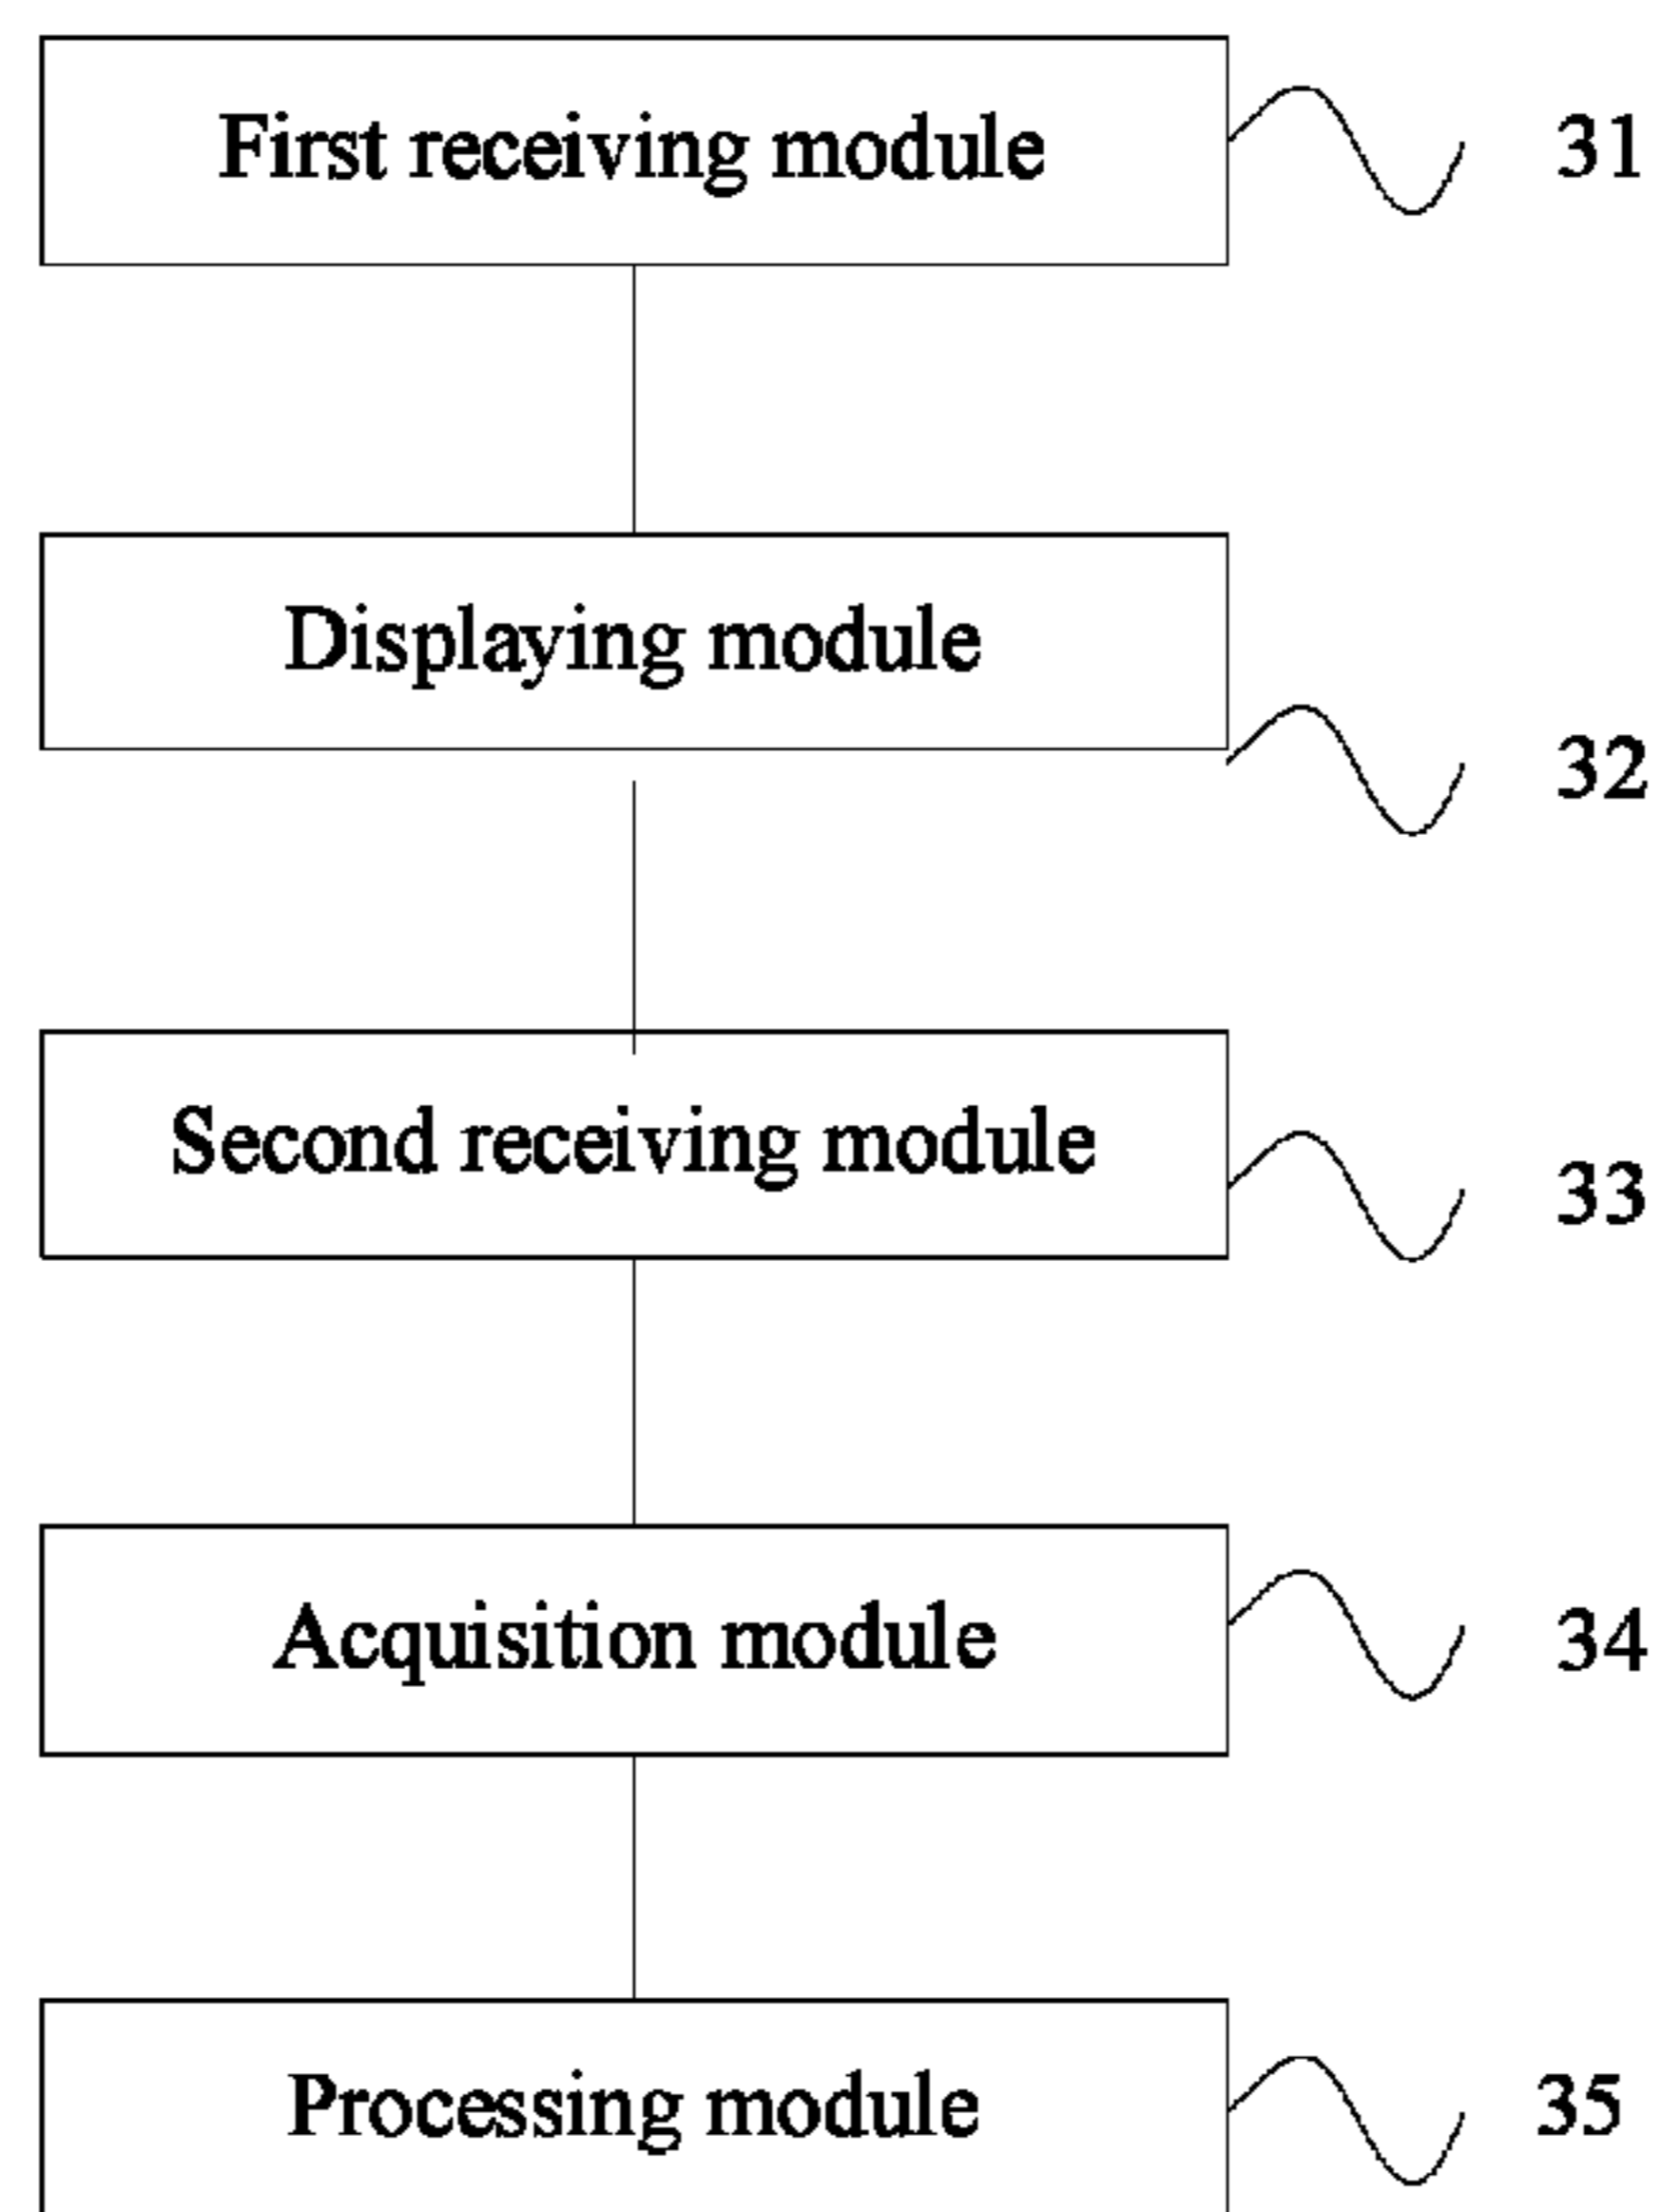 First receiving module 31
Displaying module 32
Second receiving module 33
Acquisition module 34
Processing module 35